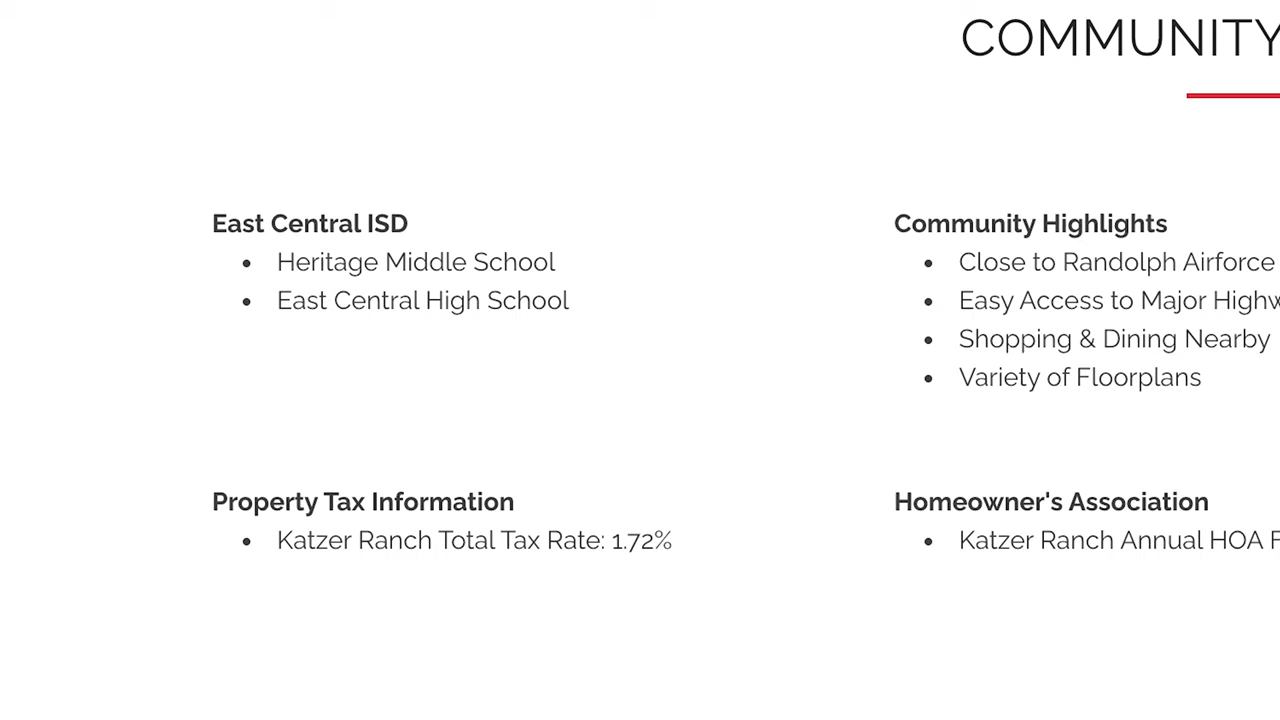 COMMUNITY
East Central ISD
• Heritage Middle School
• East Central High School
Community Highlights
• Close to Randolph Airforce
• Easy Access to Major
• Shopping & Dining Nearby
• Variety of Floorplans
Property Tax Information
• Katzer Ranch Total Tax Rate: 1.72%
Homeowner's Association
• Katzer Ranch Annual HOA